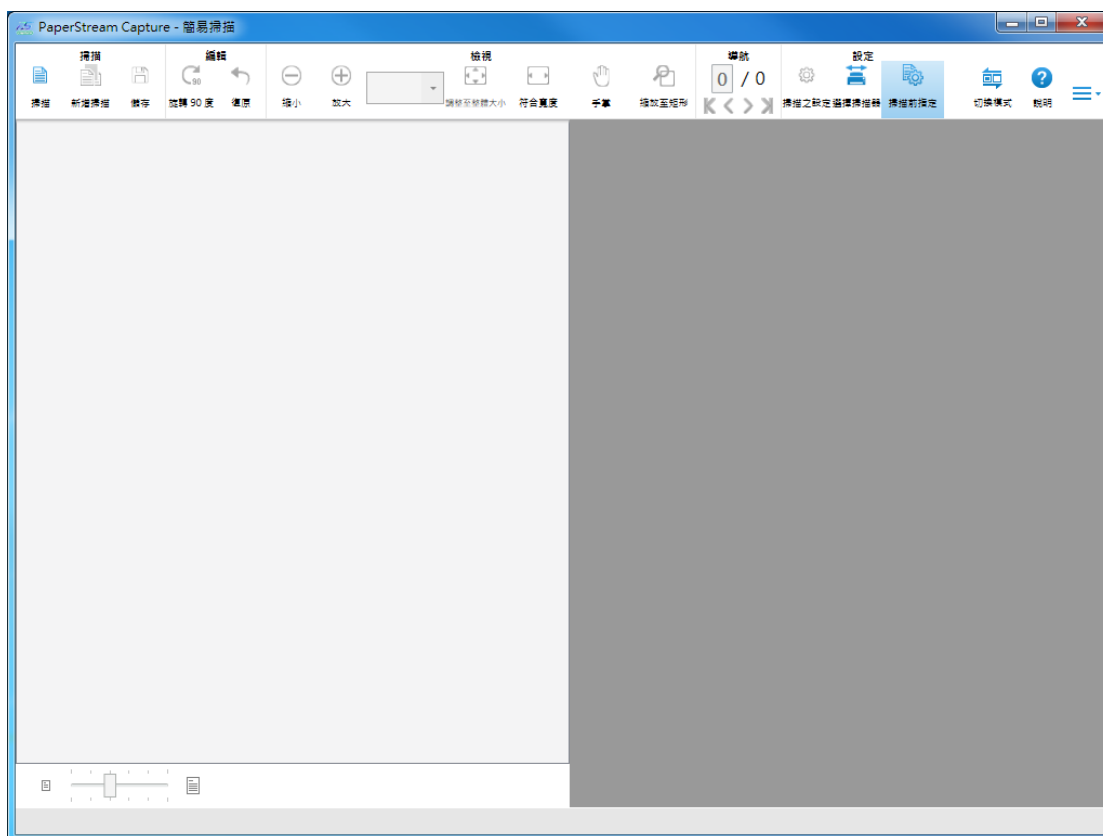 PaperStream Capture - 簡易掃描
掃描 編輯 檢視 導航 設定
90 0 / 0
掃描 新增掃描 儲存 旋轉 90 度 復原 縮小 放大 調整至整體大小 符合寬度 手掌 縮放至矩形 掃描之設定 選擇掃描器 掃描前指定 切換模式 說明